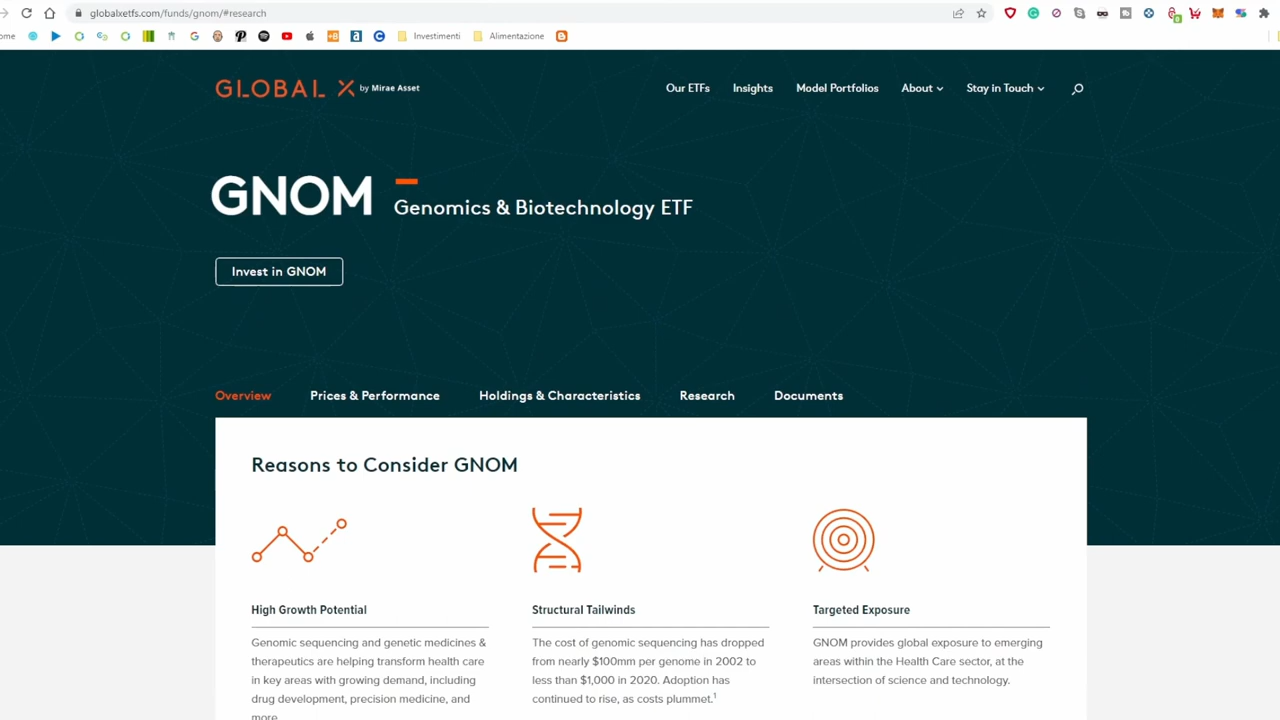 globalxetfs.com/funds/gnom/#research
ome
Investimenti
Alimentazione
GLOBAL X by Mirae Asset
Our ETFs
Insights
Model Portfolios
About
Stay in Touch
GNOM
Genomics & Biotechnology ETF
Invest in GNOM
Overview
Prices & Performance
Holdings & Characteristics
Research
Documents
Reasons to Consider GNOM
High Growth Potential
Genomic sequencing and genetic medicines &
therapeutics are helping transform health care
in key areas with growing demand, including
drug development, precision medicine, and
more.
Structural Tailwinds
The cost of genomic sequencing has dropped
from nearly $100mm per genome in 2002 to
less than $1,000 in 2020. Adoption has
continued to rise, as costs plummet.1
Targeted Exposure
GNOM provides global exposure to emerging
areas within the Health Care sector, at the
intersection of science and technology.